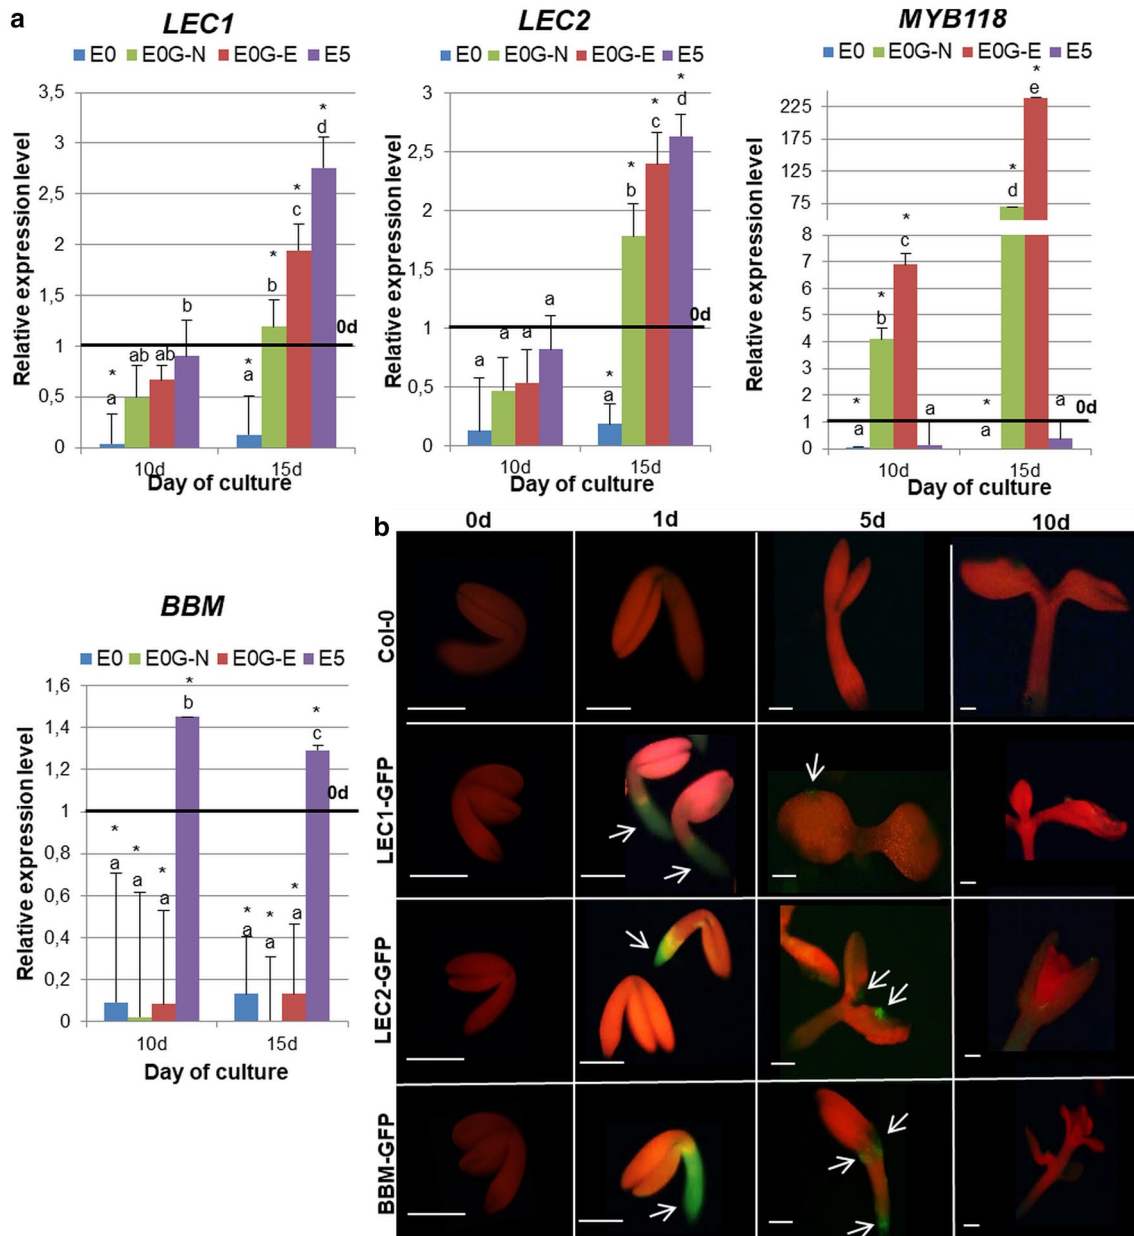 a
LEC1
E0 E0G-N E0G-E E5
Relative expression level
3,5
3
2,5
2
1,5
1
0,5
0
* a
ab
ab
b
* a
* b
* c
* d
0d
10d 15d
Day of culture
LEC2
E0 E0G-N E0G-E E5
Relative expression level
3
2,5
2
1,5
1
0,5
0
a
a
a
a
* a
* b
* c
* d
0d
10d 15d
Day of culture
MYB118
E0 E0G-N E0G-E E5
Relative expression level
225
175
125
75
8
7
6
5
4
3
2
1
0
* a
* b
* c
a
* a
* d
* e
a
0d
10d 15d
Day of culture
BBM
E0 E0G-N E0G-E E5
Relative expression level
1,6
1,4
1,2
1
0,8
0,6
0,4
0,2
0
* a
* a
* a
* b
* a
* a
* a
* c
0d
10d 15d
Day of culture
b
0d 1d 5d 10d
Col-0
LEC1-GFP
LEC2-GFP
BBM-GFP